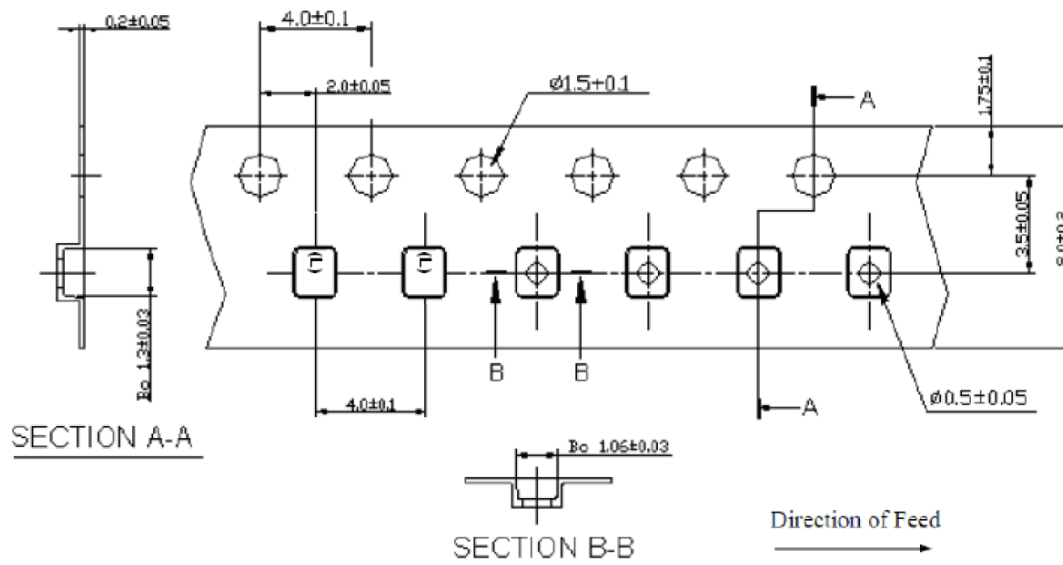 0.2±0.05
4.0±0.1
2.0±0.05
ø1.5+0.1
A
1.75±0.1
3.5±0.05
(L)
(L)
B
B
Bo 1.3±0.03
4.0±0.1
A
ø0.5±0.05
SECTION A-A
Bo 1.06±0.03
SECTION B-B
Direction of Feed